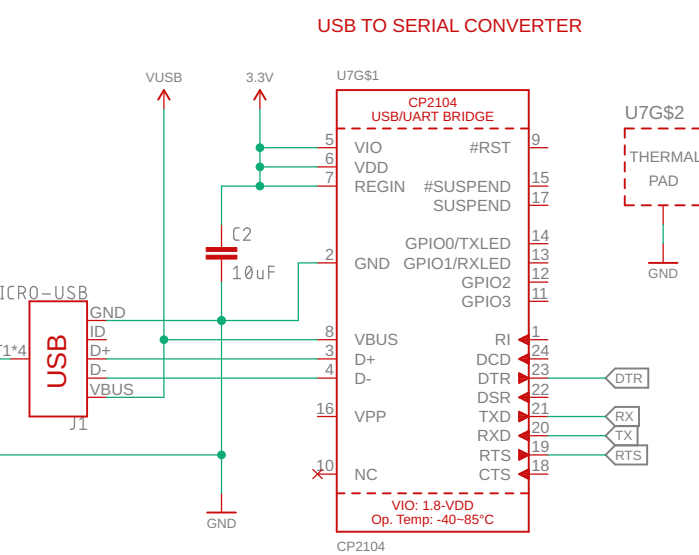 USB TO SERIAL CONVERTER
VUSB
3.3V
U7G$1
CP2104
USB/UART BRIDGE
U7G$2
THERMAL
PAD
GND
5 VIO
6 VDD
7 REGIN
2 GND
8 VBUS
3 D+
4 D-
16 VPP
10 NC
#RST 9
#SUSPEND 15
SUSPEND 17
GPIO0/TXLED 14
GPIO1/RXLED 13
GPIO2 12
GPIO3 11
RI 1
DCD 24
DTR 23 DTR
DSR 22
TXD 21 RX
RXD 20 TX
RTS 19 RTS
CTS 18
C2
10uF
ICRO-USB
USB
GND
ID
D+
D-
VBUS
T1*4
J1
GND
VIO: 1.8-VDD
Op. Temp: -40~85°C
CP2104